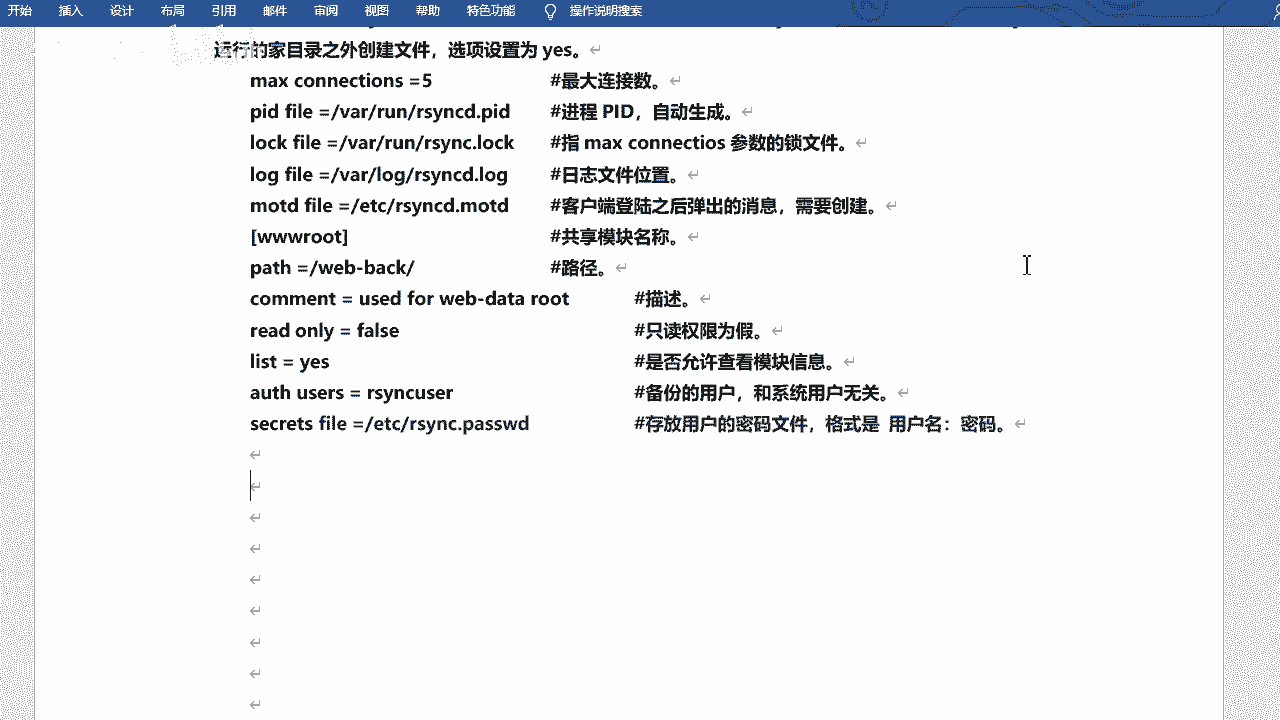 开始 插入 设计 布局 引用 邮件 审阅 视图 帮助 特色功能 操作说明搜索
运行的家目录之外创建文件，选项设置为 yes。
max connections =5 #最大连接数。
pid file =/var/run/rsyncd.pid #进程 PID，自动生成。
lock file =/var/run/rsync.lock #指 max connectios 参数的锁文件。
log file =/var/log/rsyncd.log #日志文件位置。
motd file =/etc/rsyncd.motd #客户端登陆之后弹出的消息，需要创建。
[wwwroot] #共享模块名称。
path =/web-back/ #路径。
comment = used for web-data root #描述。
read only = false #只读权限为假。
list = yes #是否允许查看模块信息。
auth users = rsyncuser #备份的用户，和系统用户无关。
secrets file =/etc/rsync.passwd #存放用户的密码文件，格式是 用户名：密码。